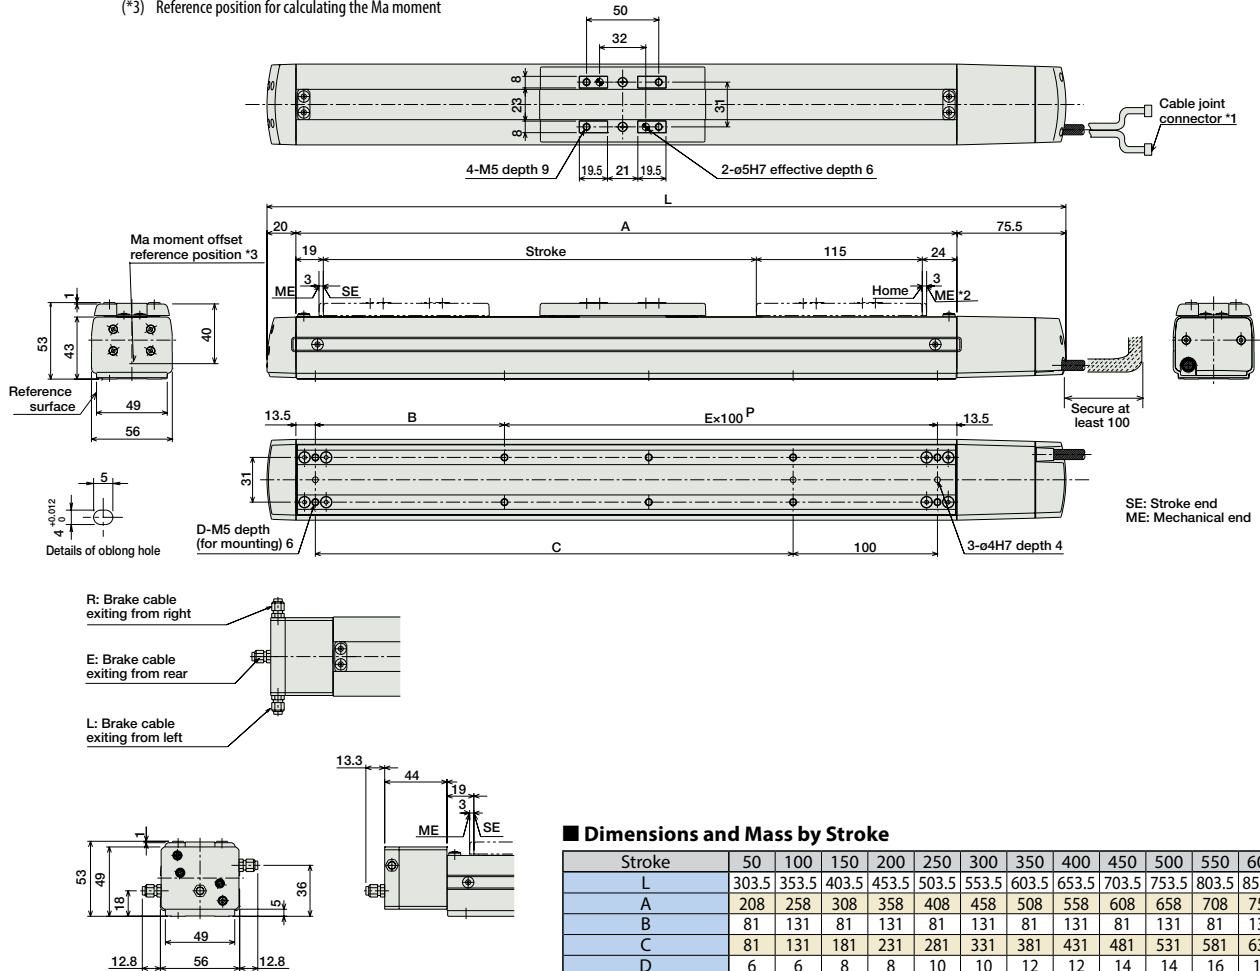 (*3) Reference position for calculating the Ma moment
50
32
8
23
8
31
4-M5 depth 9
19.5
21
19.5
2-ø5H7 effective depth 6
Cable joint
connector *1
L
20
A
75.5
Ma moment offset
reference position *3
19
Stroke
115
24
3
ME
SE
Home
3
ME *2
1
53
43
40
Reference
surface
49
56
Secure at
least 100
13.5
B
E×100 P
13.5
31
5
4 +0.012 0
Details of oblong hole
D-M5 depth
(for mounting) 6
C
100
3-ø4H7 depth 4
SE: Stroke end
ME: Mechanical end
R: Brake cable
exiting from right
E: Brake cable
exiting from rear
L: Brake cable
exiting from left
13.3
44
19
3
ME
SE
1
53
49
18
5
36
49
12.8
56
12.8
■ Dimensions and Mass by Stroke
Stroke 50 100 150 200 250 300 350 400 450 500 550
L 303.5 353.5 403.5 453.5 503.5 553.5 603.5 653.5 703.5 753.5 803.5
A 208 258 308 358 408 458 508 558 608 658 708
B 81 131 81 131 81 131 81 131 81 131 81
C 81 131 181 231 281 331 381 431 481 531 581
D 6 6 8 8 10 10 12 12 14 14 16